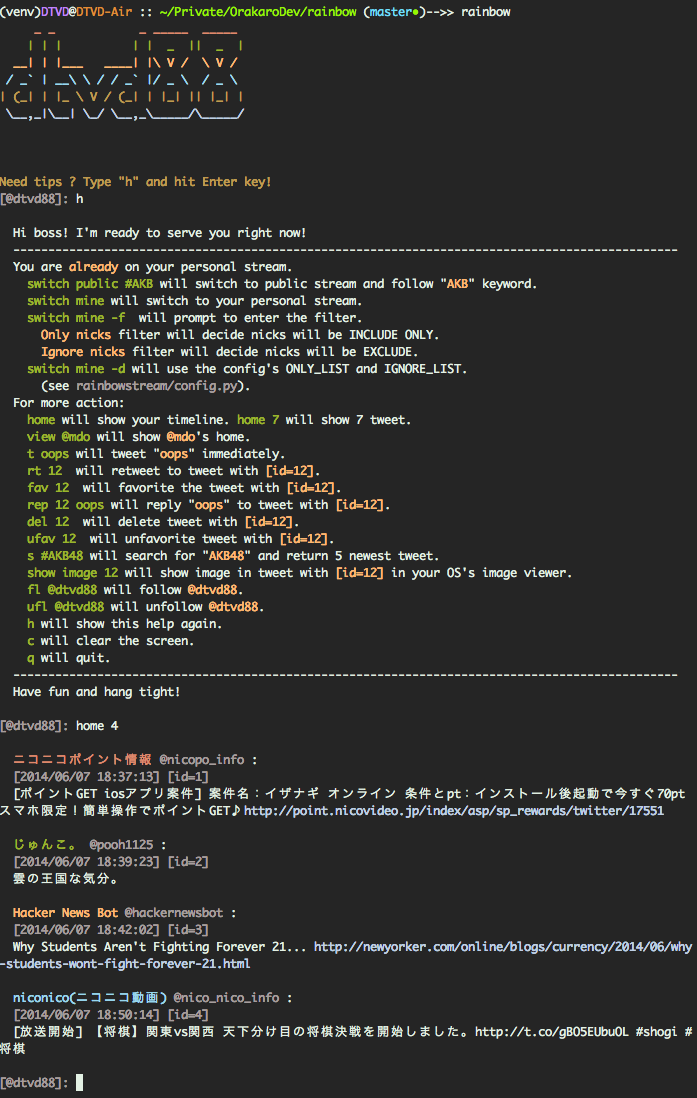 (venv)DTVD@DTVD-Air :: ~/Private/OrakaroDev/rainbow (master●)-->> rainbow
dtvd88
Need tips ? Type "h" and hit Enter key!
[@dtvd88]: h
Hi boss! I'm ready to serve you right now!
-----------------------------------------------------------------------------------------------
You are already on your personal stream.
switch public #AKB will switch to public stream and follow "AKB" keyword.
switch mine will switch to your personal stream.
switch mine -f  will prompt to enter the filter.
Only nicks filter will decide nicks will be INCLUDE ONLY.
Ignore nicks filter will decide nicks will be EXCLUDE.
switch mine -d will use the config's ONLY_LIST and IGNORE_LIST.
(see rainbowstream/config.py).
For more action:
home will show your timeline. home 7 will show 7 tweet.
view @mdo will show @mdo's home.
t oops will tweet "oops" immediately.
rt 12  will retweet to tweet with [id=12].
fav 12  will favorite the tweet with [id=12].
rep 12 oops will reply "oops" to tweet with [id=12].
del 12  will delete tweet with [id=12].
ufav 12  will unfavorite tweet with [id=12].
s #AKB48 will search for "AKB48" and return 5 newest tweet.
show image 12 will show image in tweet with [id=12] in your OS's image viewer.
fl @dtvd88 will follow @dtvd88.
ufl @dtvd88 will unfollow @dtvd88.
h will show this help again.
c will clear the screen.
q will quit.
-----------------------------------------------------------------------------------------------
Have fun and hang tight!
[@dtvd88]: home 4
ニコニコポイント情報 @nicopo_info :
[2014/06/07 18:37:13] [id=1]
[ポイントGET iosアプリ案件] 案件名：イザナギ オンライン 条件とpt：インストール後起動で今すぐ70pt
スマホ限定！簡単操作でポイントGET♪http://point.nicovideo.jp/index/asp/sp_rewards/twitter/17551
じゅんこ。 @pooh1125 :
[2014/06/07 18:39:23] [id=2]
雲の王国な気分。
Hacker News Bot @hackernewsbot :
[2014/06/07 18:42:02] [id=3]
Why Students Aren't Fighting Forever 21... http://newyorker.com/online/blogs/currency/2014/06/why
-students-wont-fight-forever-21.html
niconico(ニコニコ動画) @nico_nico_info :
[2014/06/07 18:50:14] [id=4]
[放送開始] 【将棋】関東vs関西 天下分け目の将棋決戦を開始しました。http://t.co/gBO5EUbuOL #shogi #
将棋
[@dtvd88]: